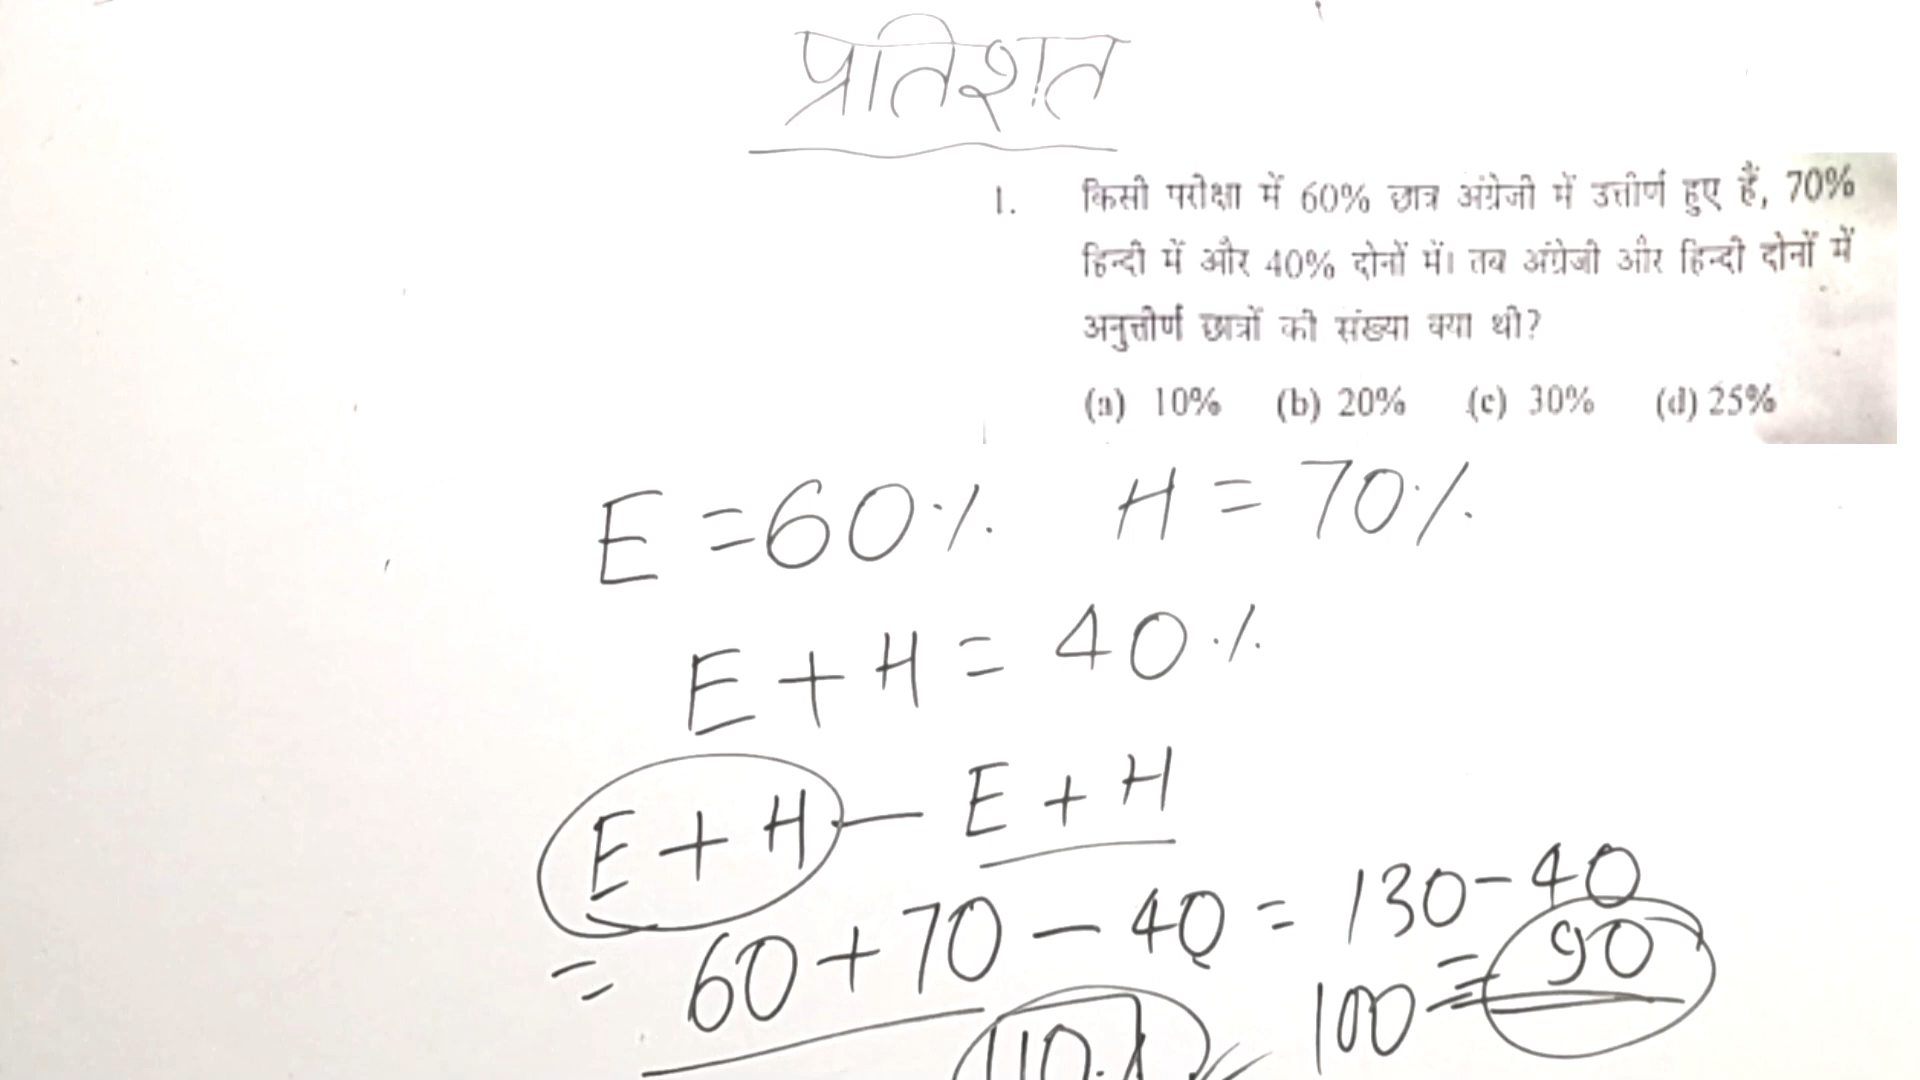 प्रतिशत
1. किसी परीक्षा में 60% छात्र अंग्रेजी में उत्तीर्ण हुए हैं, 70%
हिन्दी में और 40% दोनों में। तब अंग्रेजी और हिन्दी दोनों में
अनुत्तीर्ण छात्रों की संख्या क्या थी?
(a) 10% (b) 20% (c) 30% (d) 25%
E = 60% H = 70%
E + H = 40%
E + H - E + H
= 60 + 70 - 40 = 130 - 40
= 90
100 -